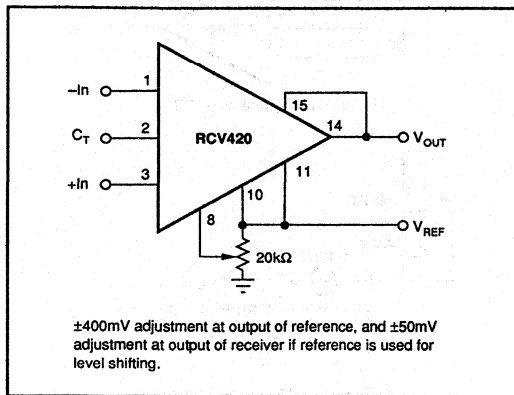 –In
1
15
C_T
2
RCV420
14
V_OUT
+In
3
11
10
8
V_REF
20kΩ
±400mV adjustment at output of reference, and ±50mV
adjustment at output of receiver if reference is used for
level shifting.